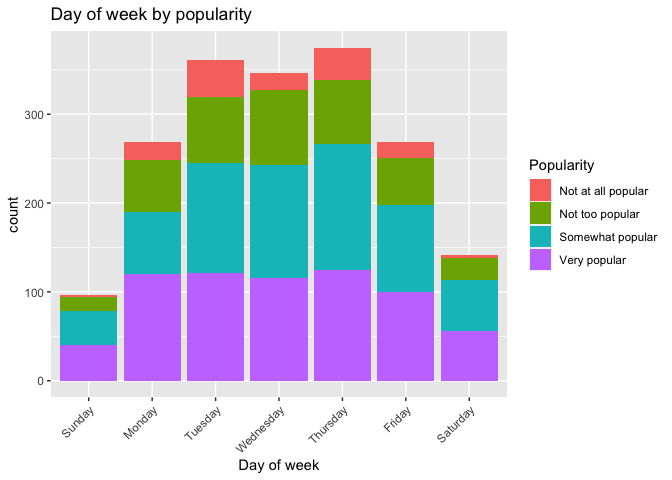 Day of week by popularity
count
300
200
100
0
Sunday
Monday
Tuesday
Wednesday
Thursday
Friday
Saturday
Day of week
Popularity
Not at all popular
Not too popular
Somewhat popular
Very popular